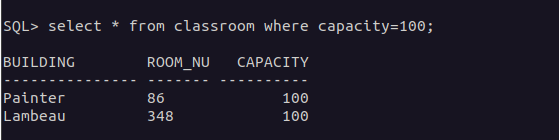 SQL> select * from classroom where capacity=100;
BUILDING        ROOM_NU   CAPACITY
--------------- ------- ----------
Painter         86             100
Lambeau         348            100